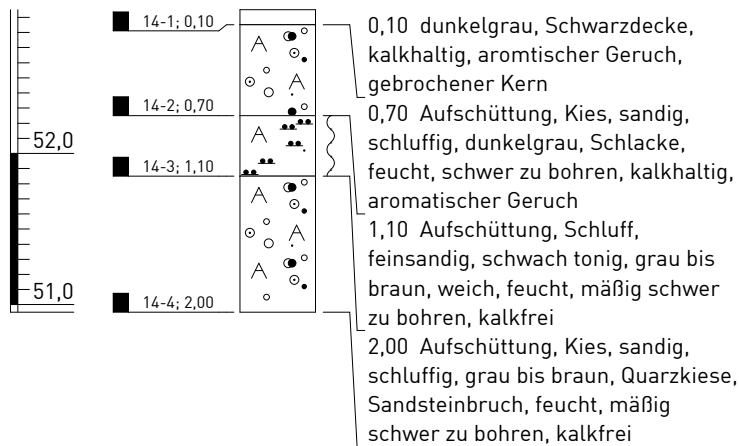 14-1; 0,10
14-2; 0,70
52,0
14-3; 1,10
51,0
14-4; 2,00
0,10 dunkelgrau, Schwarzdecke,
kalkhaltig, aromtischer Geruch,
gebrochener Kern
0,70 Aufschüttung, Kies, sandig,
schluffig, dunkelgrau, Schlacke,
feucht, schwer zu bohren, kalkhaltig,
aromatischer Geruch
1,10 Aufschüttung, Schluff,
feinsandig, schwach tonig, grau bis
braun, weich, feucht, mäßig schwer
zu bohren, kalkfrei
2,00 Aufschüttung, Kies, sandig,
schluffig, grau bis braun, Quarzkiese,
Sandsteinbruch, feucht, mäßig
schwer zu bohren, kalkfrei